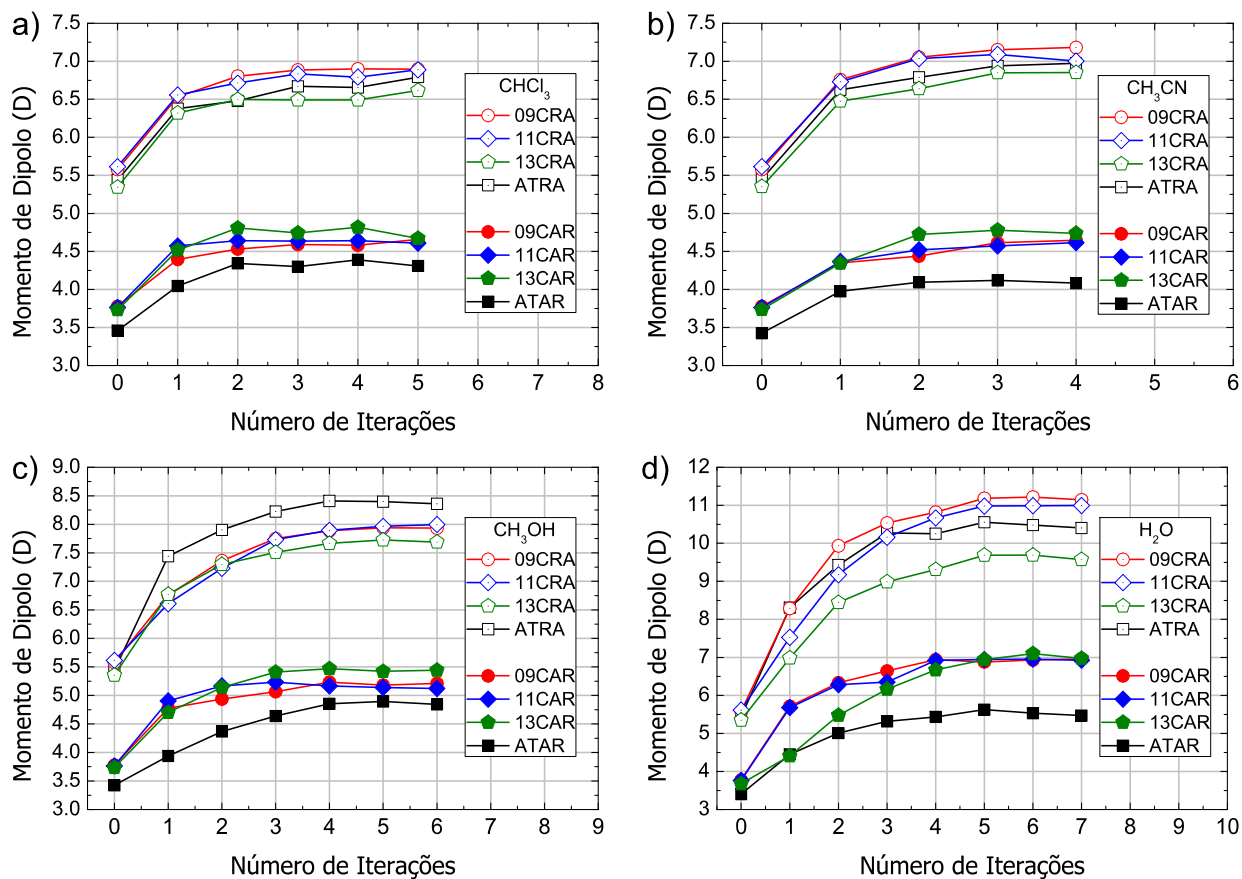 a)
7.5
7.0
6.5
6.0
5.5
5.0
4.5
4.0
3.5
3.0
Momento de Dipolo (D)
CHCl₃
09CRA
11CRA
13CRA
ATRA
09CAR
11CAR
13CAR
ATAR
0 1 2 3 4 5 6 7 8
Número de Iterações
b)
7.5
7.0
6.5
6.0
5.5
5.0
4.5
4.0
3.5
3.0
Momento de Dipolo (D)
CH₃CN
09CRA
11CRA
13CRA
ATRA
09CAR
11CAR
13CAR
ATAR
0 1 2 3 4 5 6
Número de Iterações
c)
9.0
8.5
8.0
7.5
7.0
6.5
6.0
5.5
5.0
4.5
4.0
3.5
3.0
Momento de Dipolo (D)
CH₃OH
09CRA
11CRA
13CRA
ATRA
09CAR
11CAR
13CAR
ATAR
0 1 2 3 4 5 6 7 8 9
Número de Iterações
d)
12
11
10
9
8
7
6
5
4
3
Momento de Dipolo (D)
H₂O
09CRA
11CRA
13CRA
ATRA
09CAR
11CAR
13CAR
ATAR
0 1 2 3 4 5 6 7 8 9 10
Número de Iterações